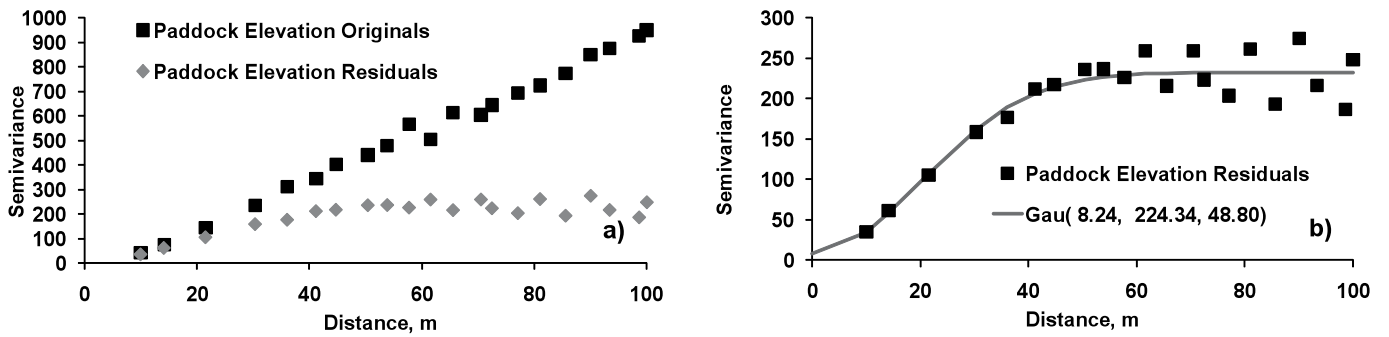 1000
900
800
700
600
500
400
300
200
100
0
Semivariance
Paddock Elevation Originals
Paddock Elevation Residuals
a)
0 20 40 60 80 100
Distance, m
300
250
200
150
100
50
0
Semivariance
Paddock Elevation Residuals
Gau( 8.24, 224.34, 48.80)
b)
0 20 40 60 80 100
Distance, m